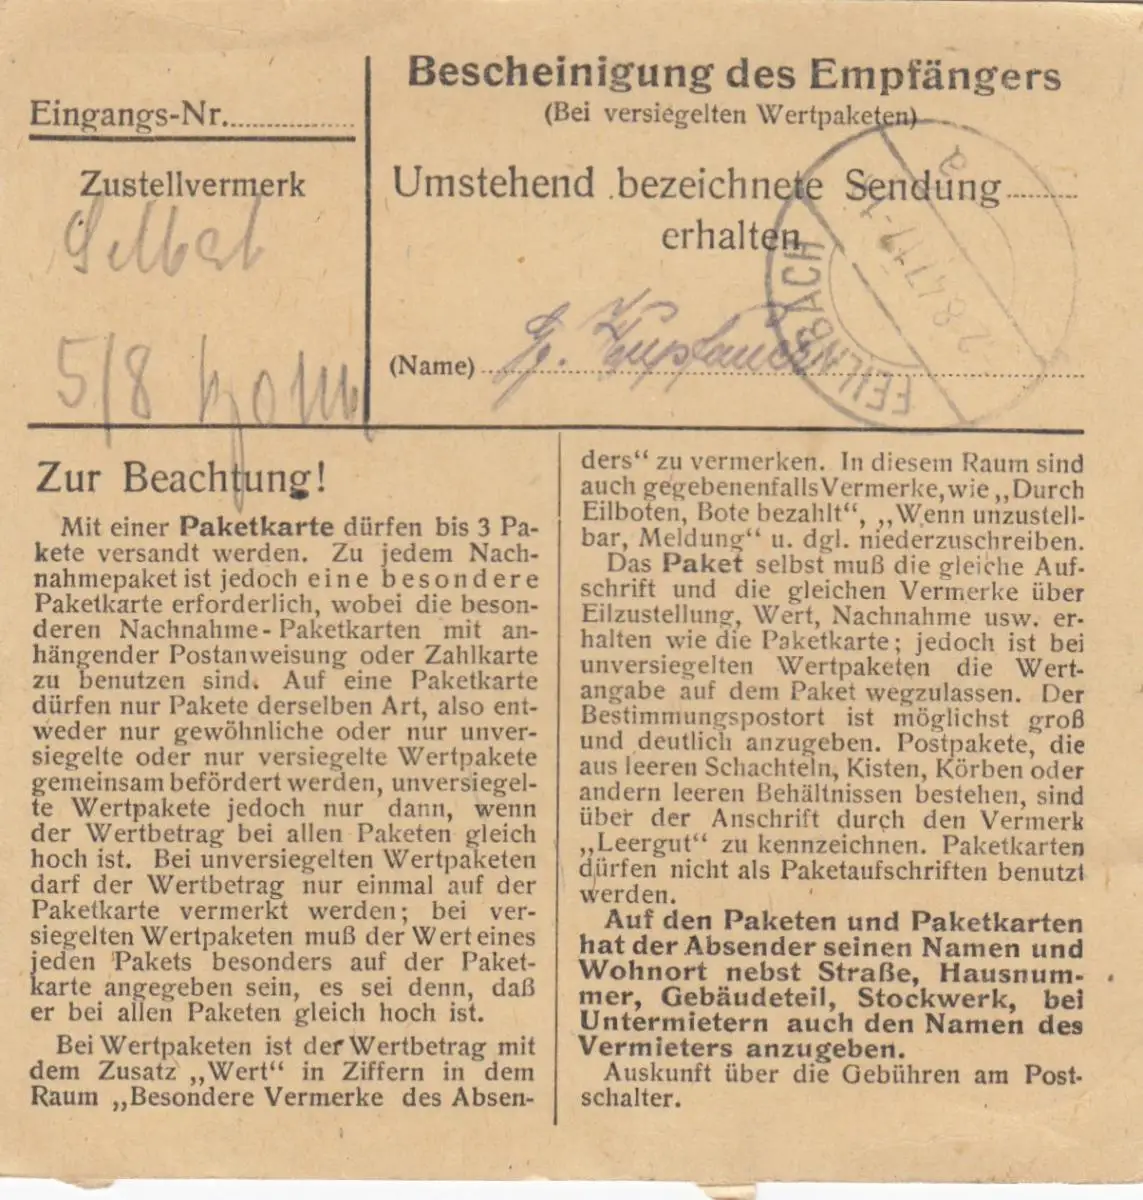 Eingangs-Nr.
Zustellvermerk
Selbst
5/8
Bescheinigung des Empfängers
(Bei versiegelten Wertpaketen)
Umstehend bezeichnete Sendung
erhalten
(Name)
FEILNBACH
a
2.8.47.11-1
Zur Beachtung!
Mit einer Paketkarte dürfen bis 3 Pa-
kete versandt werden. Zu jedem Nach-
nahmepaket ist jedoch eine besondere
Paketkarte erforderlich, wobei die beson-
deren Nachnahme-Paketkarten mit an-
hängender Postanweisung oder Zahlkarte
zu benutzen sind. Auf eine Paketkarte
dürfen nur Pakete derselben Art, also ent-
weder nur gewöhnliche oder nur unver-
siegelte oder nur versiegelte Wertpakete
gemeinsam befördert werden, unversiegel-
te Wertpakete jedoch nur dann, wenn
der Wertbetrag bei allen Paketen gleich
hoch ist. Bei unversiegelten Wertpaketen
darf der Wertbetrag nur einmal auf der
Paketkarte vermerkt werden; bei ver-
siegelten Wertpaketen muß der Wert eines
jeden Pakets besonders auf der Paket-
karte angegeben sein, es sei denn, daß
er bei allen Paketen gleich hoch ist.
Bei Wertpaketen ist der Wertbetrag mit
dem Zusatz „Wert“ in Ziffern in dem
Raum „Besondere Vermerke des Absen-
ders“ zu vermerken. In diesem Raum sind
auch gegebenenfalls Vermerke, wie „Durch
Eilboten, Bote bezahlt“, „Wenn unzustell-
bar, Meldung“ u. dgl. niederzuschreiben.
Das Paket selbst muß die gleiche Auf-
schrift und die gleichen Vermerke über
Eilzustellung, Wert, Nachnahme usw. er-
halten wie die Paketkarte; jedoch ist bei
unversiegelten Wertpaketen die Wert-
angabe auf dem Paket wegzulassen. Der
Bestimmungspostort ist möglichst groß
und deutlich anzugeben. Postpakete, die
aus leeren Schachteln, Kisten, Körben oder
andern leeren Behältnissen bestehen, sind
über der Anschrift durch den Vermerk
„Leergut“ zu kennzeichnen. Paketkarten
dürfen nicht als Paketaufschriften benutzt
werden.
Auf den Paketen und Paketkarten
hat der Absender seinen Namen und
Wohnort nebst Straße, Hausnum-
mer, Gebäudeteil, Stockwerk, bei
Untermietern auch den Namen des
Vermieters anzugeben.
Auskunft über die Gebühren am Post-
schalter.